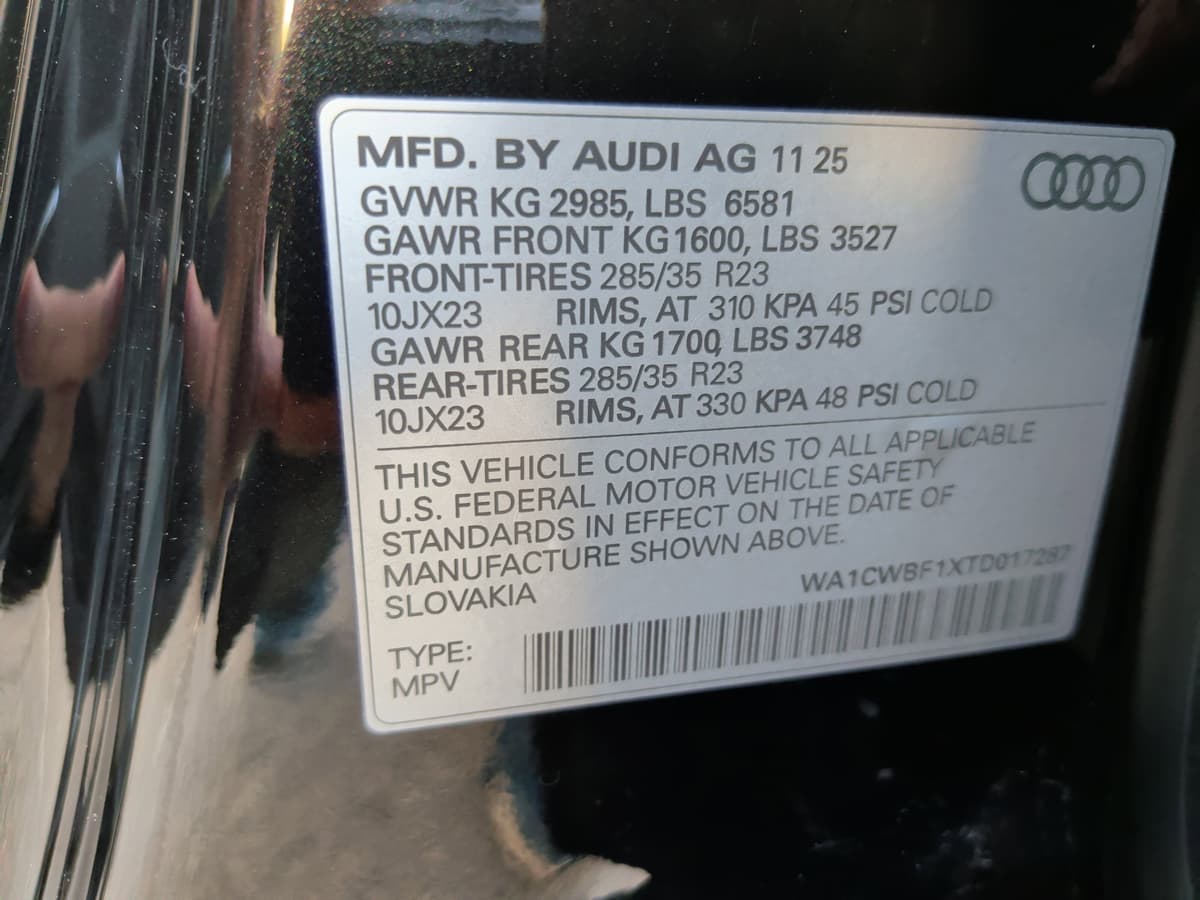 MFD. BY AUDI AG 11 25
GVWR KG 2985, LBS 6581
GAWR FRONT KG 1600, LBS 3527
FRONT-TIRES 285/35 R23
10JX23 RIMS, AT 310 KPA 45 PSI COLD
GAWR REAR KG 1700, LBS 3748
REAR-TIRES 285/35 R23
10JX23 RIMS, AT 330 KPA 48 PSI COLD
THIS VEHICLE CONFORMS TO ALL APPLICABLE
U.S. FEDERAL MOTOR VEHICLE SAFETY
STANDARDS IN EFFECT ON THE DATE OF
MANUFACTURE SHOWN ABOVE.
SLOVAKIA
WA1CWBF1XTD017287
TYPE:
MPV